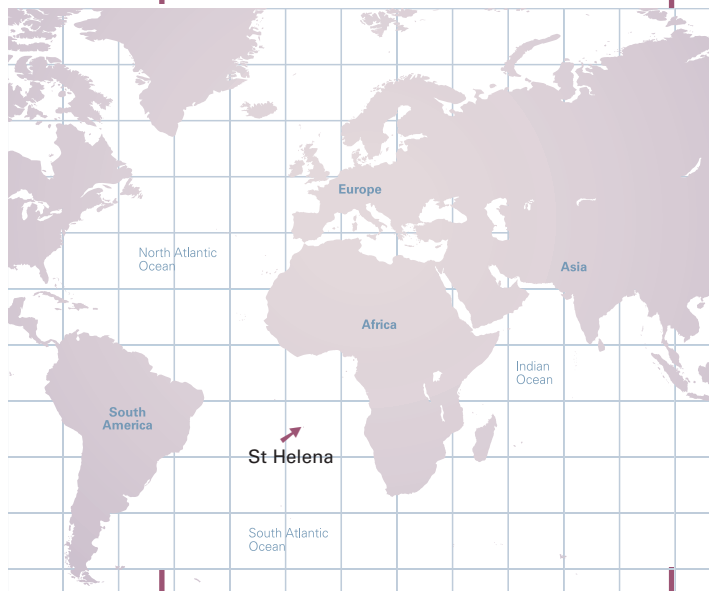 Europe
North Atlantic
Ocean
Asia
Africa
Indian
Ocean
South
America
St Helena
South Atlantic
Ocean